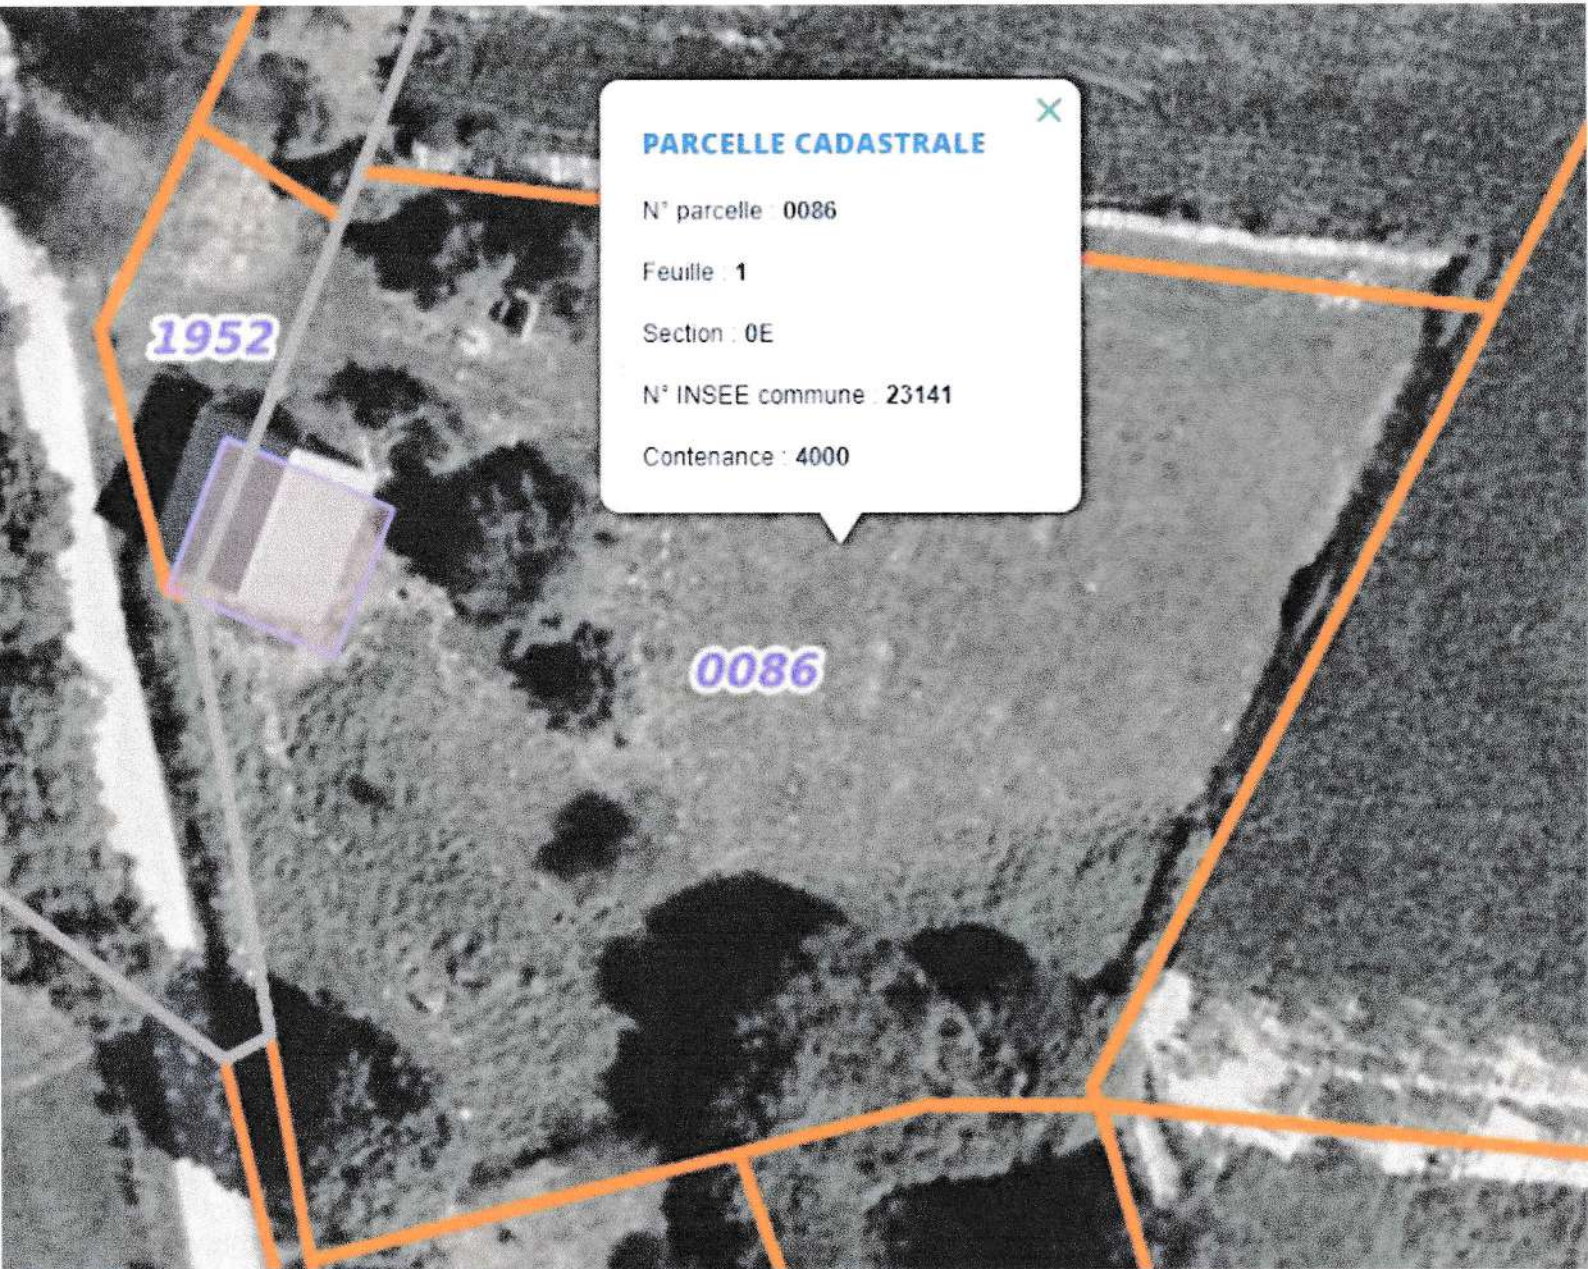 PARCELLE CADASTRALE
N° parcelle : 0086
Feuille : 1
Section : 0E
N° INSEE commune : 23141
Contenance : 4000
1952
0086